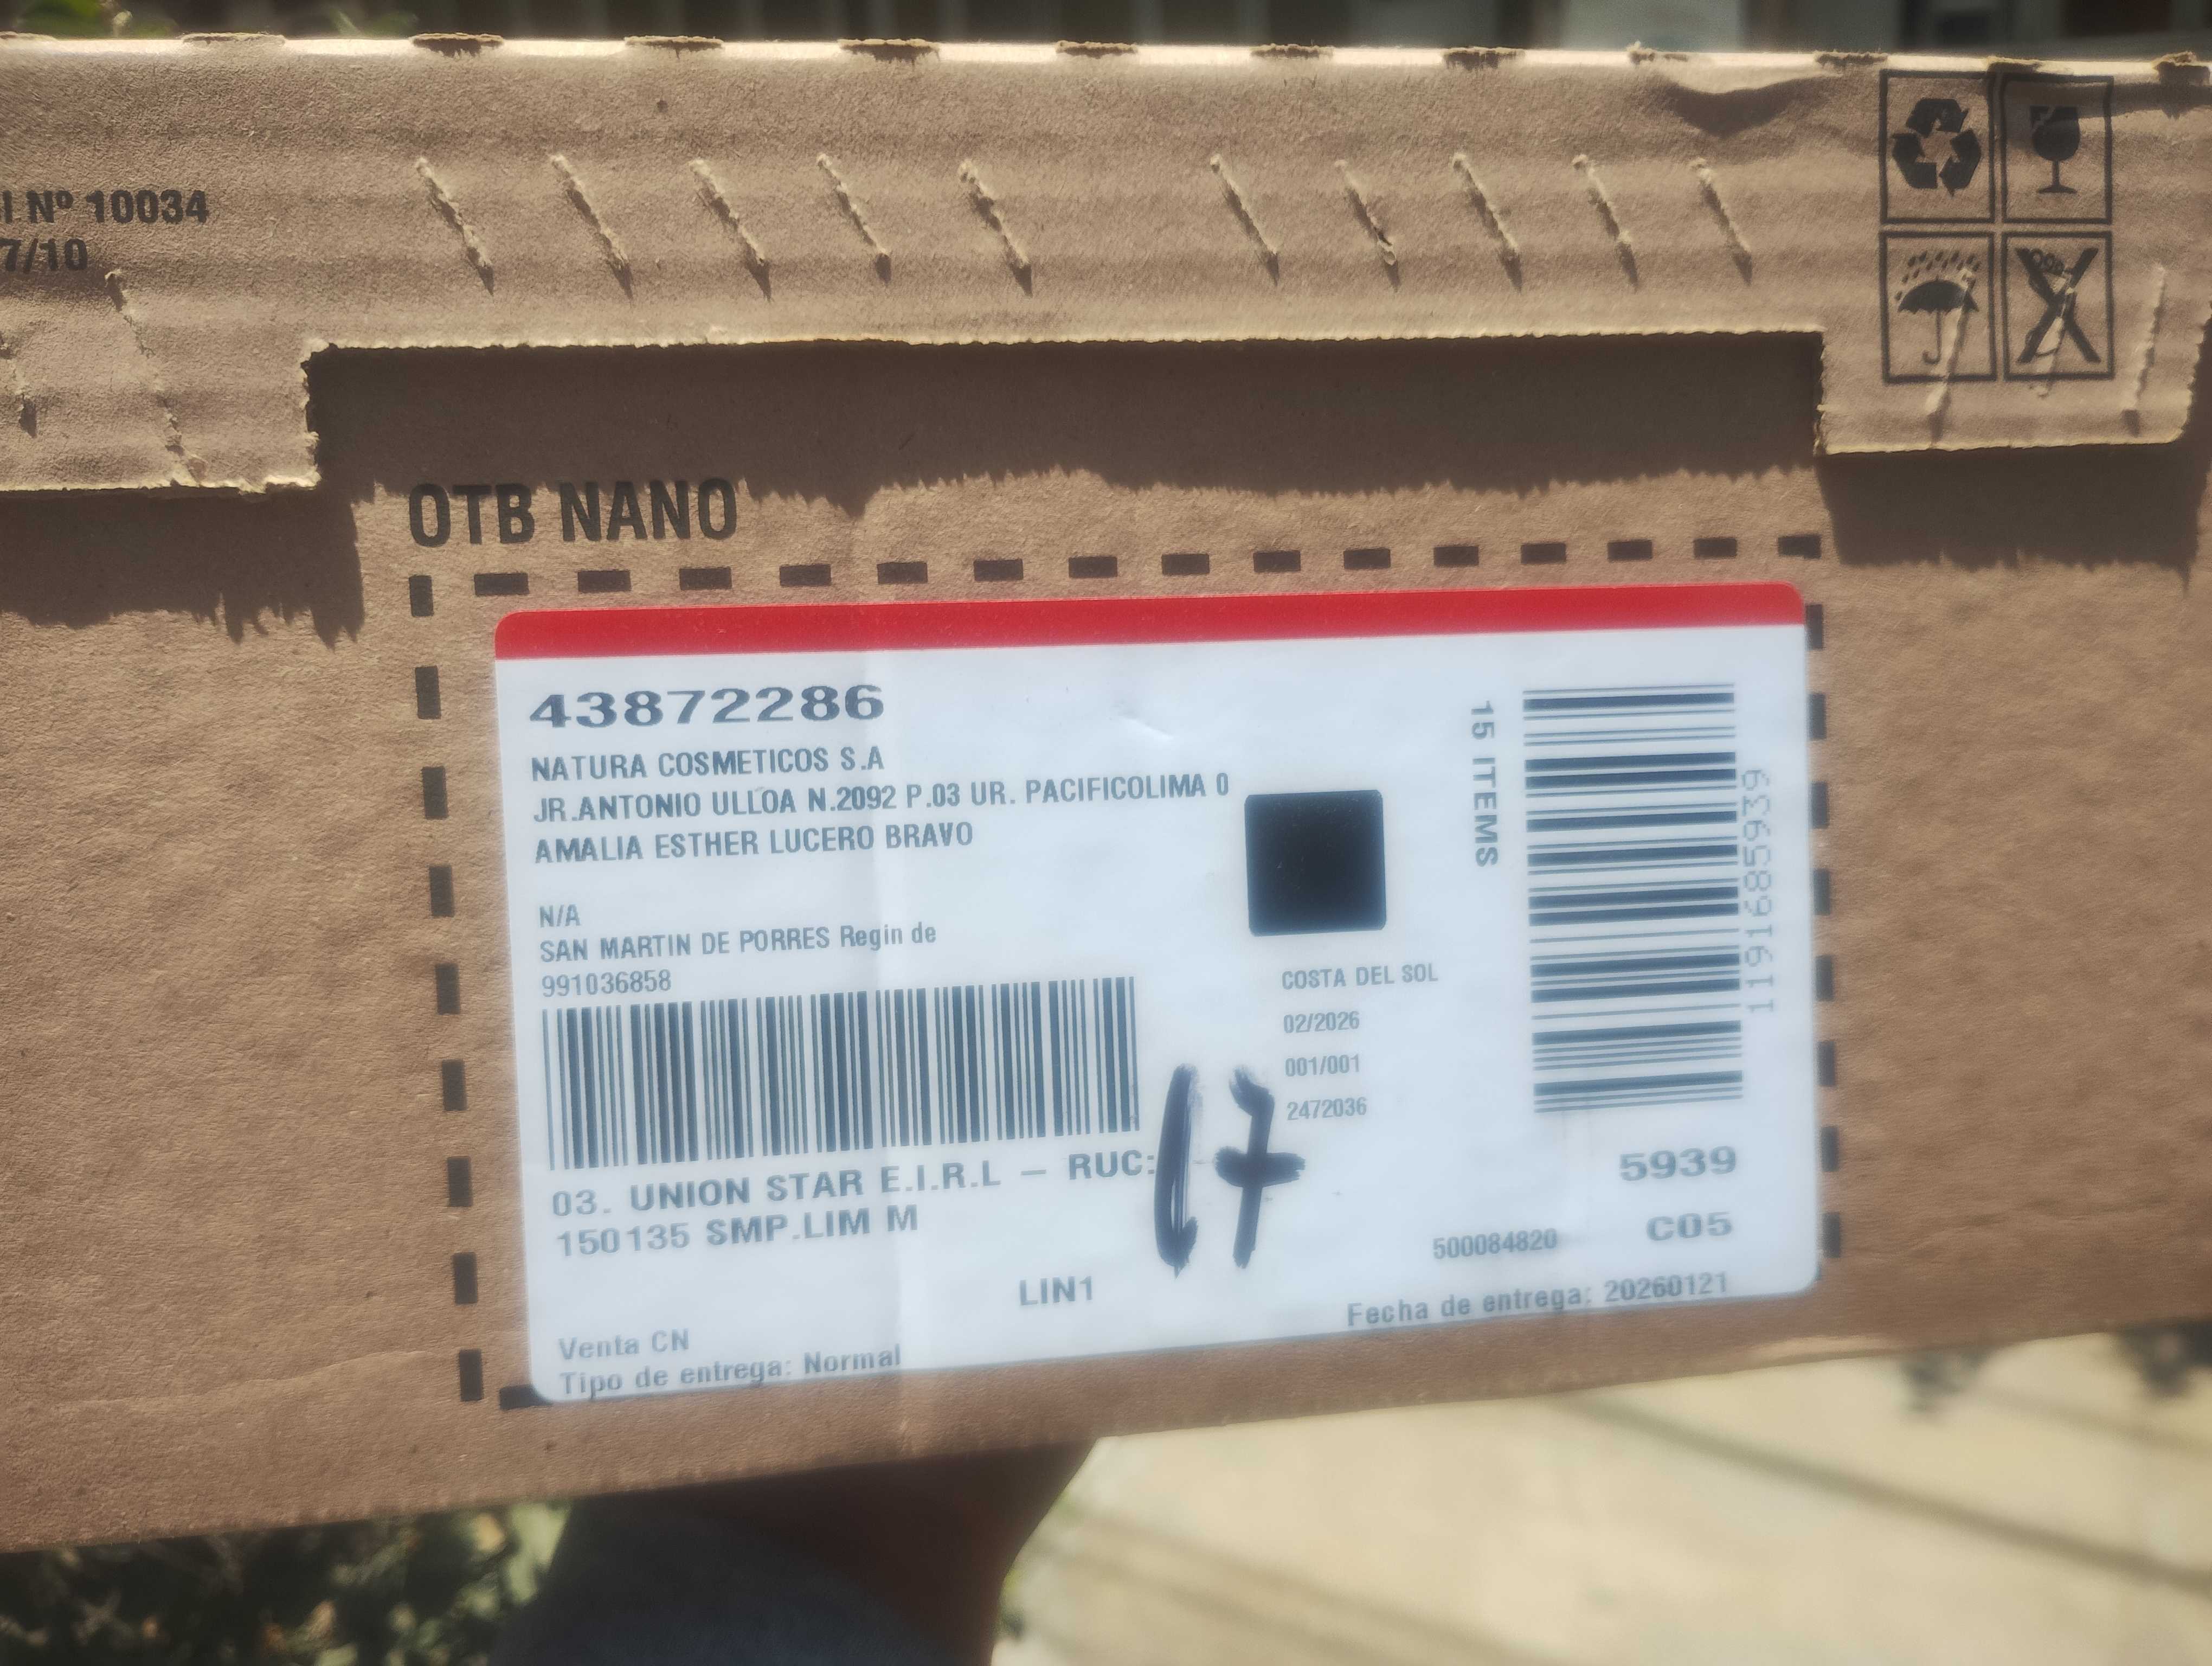 I Nº 10034
7/10
OTB NANO
43872286
NATURA COSMETICOS S.A
JR.ANTONIO ULLOA N.2092 P.03 UR. PACIFICOLIMA 0
AMALIA ESTHER LUCERO BRAVO
N/A
SAN MARTIN DE PORRES Regin de
991036858
COSTA DEL SOL
02/2026
001/001
2472036
15 ITEMS
1191685939
03. UNION STAR E.I.R.L – RUC:
150135 SMP.LIM M
17
5939
C05
500084820
LIN1
Fecha de entrega: 20260121
Venta CN
Tipo de entrega: Normal